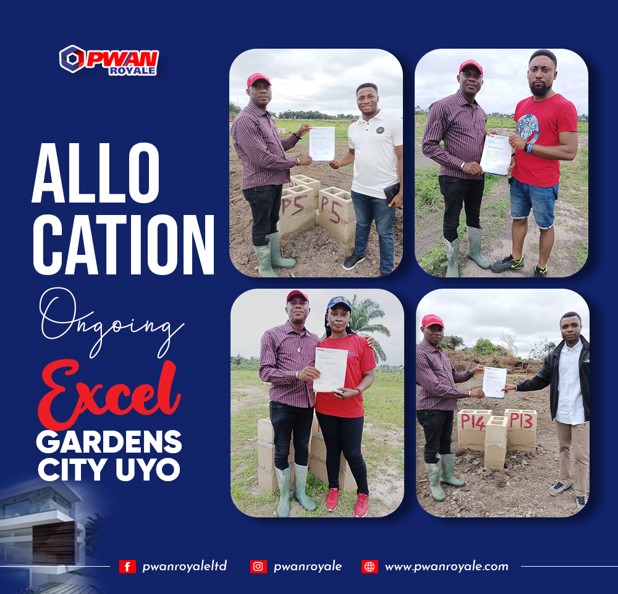 PWAN
ROYALE
ALLO
CATION
Ongoing
Excel
GARDENS
CITY UYO
P5 P5
P14 P13
pwanroyaleltd
pwanroyale
www.pwanroyale.com